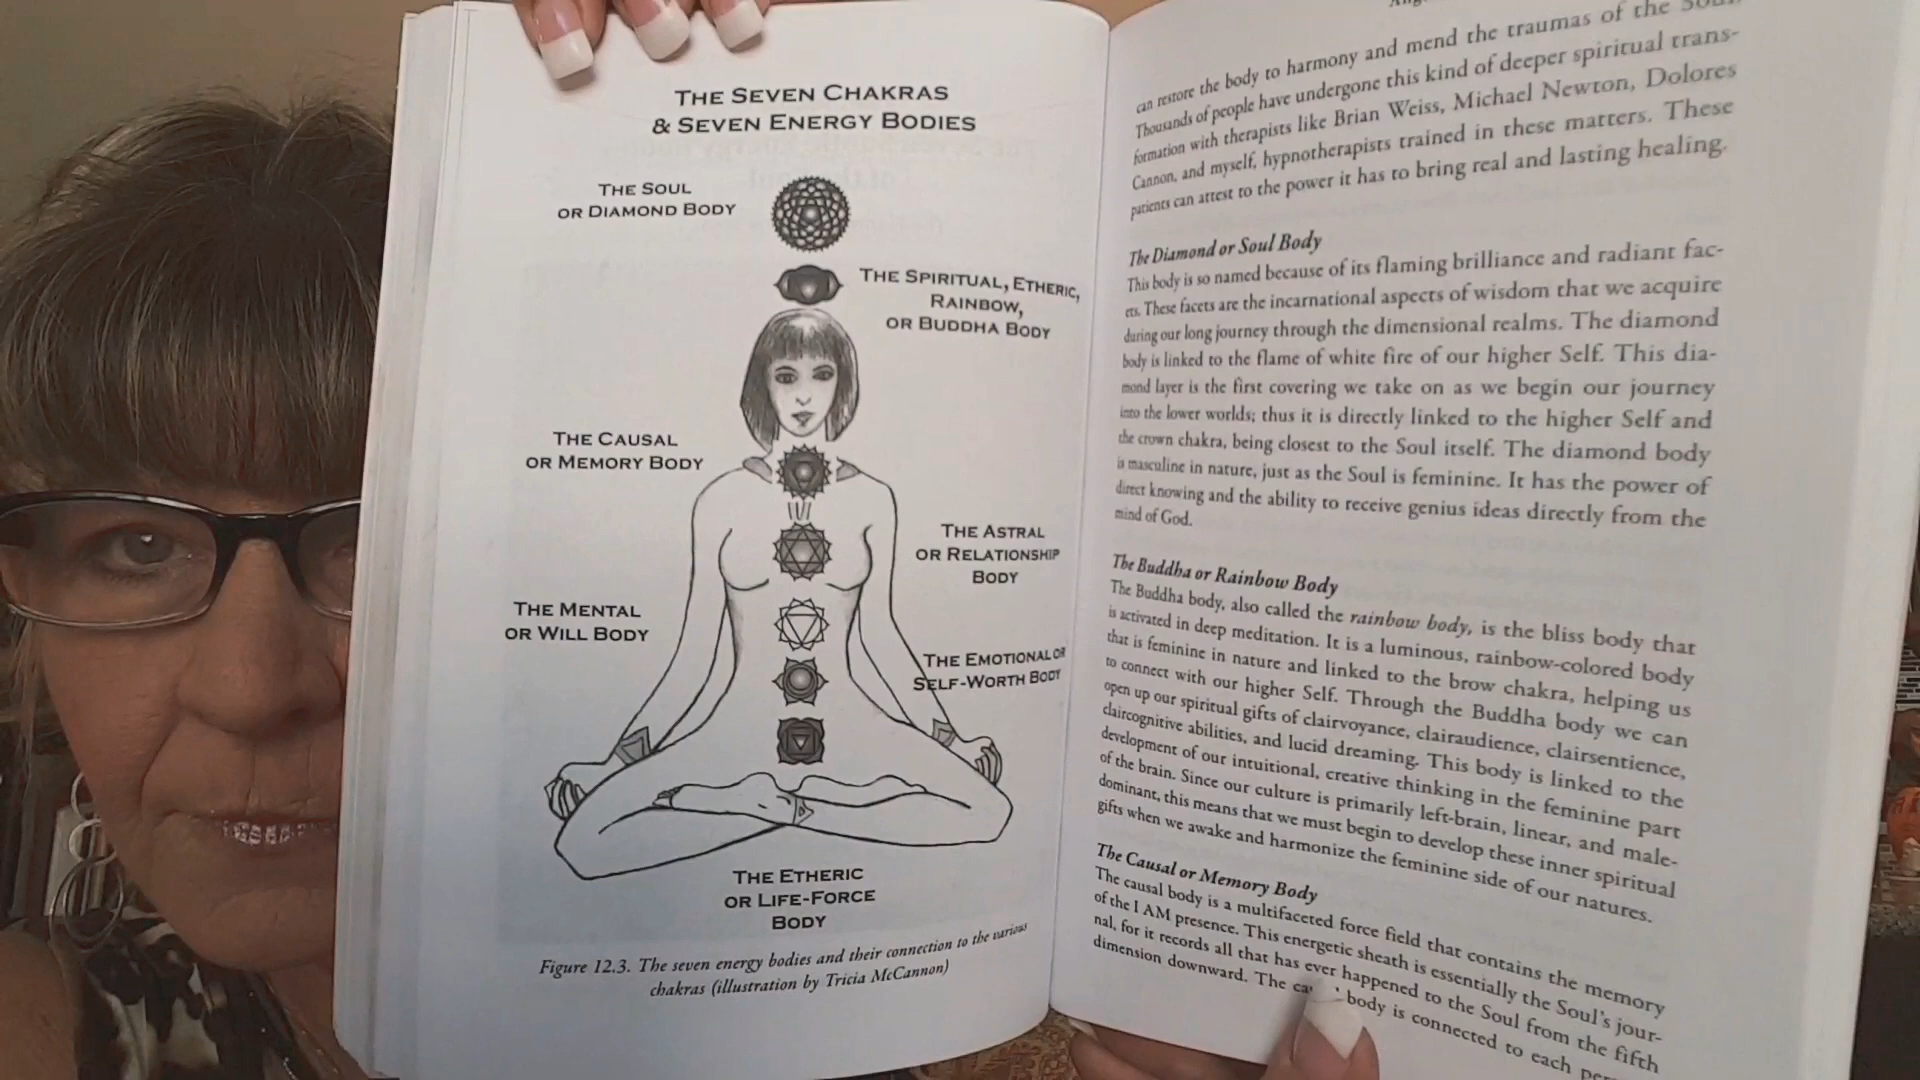 THE SEVEN CHAKRAS
& SEVEN ENERGY BODIES
THE SOUL
OR DIAMOND BODY
THE SPIRITUAL, ETHERIC,
RAINBOW,
OR BUDDHA BODY
THE CAUSAL
OR MEMORY BODY
THE ASTRAL
OR RELATIONSHIP
BODY
THE MENTAL
OR WILL BODY
THE EMOTIONAL OR
SELF-WORTH BODY
THE ETHERIC
OR LIFE-FORCE
BODY
Figure 12.3. The seven energy bodies and their connection to the various
chakras (illustration by Tricia McCannon)
can restore the body to harmony and mend the traumas of the Soul.
Thousands of people have undergone this kind of deeper spiritual trans-
formation with therapists like Brian Weiss, Michael Newton, Dolores
Cannon, and myself, hypnotherapists trained in these matters. These
patients can attest to the power it has to bring real and lasting healing.
The Diamond or Soul Body
This body is so named because of its flaming brilliance and radiant fac-
ets. These facets are the incarnational aspects of wisdom that we acquire
during our long journey through the dimensional realms. The diamond
body is linked to the flame of white fire of our higher Self. This dia-
mond layer is the first covering we take on as we begin our journey
into the lower worlds; thus it is directly linked to the higher Self and
the crown chakra, being closest to the Soul itself. The diamond body
is masculine in nature, just as the Soul is feminine. It has the power of
direct knowing and the ability to receive genius ideas directly from the
mind of God.
The Buddha or Rainbow Body
The Buddha body, also called the rainbow body, is the bliss body that
is activated in deep meditation. It is a luminous, rainbow-colored body
that is feminine in nature and linked to the brow chakra, helping us
to connect with our higher Self. Through the Buddha body we can
open up our spiritual gifts of clairvoyance, clairaudience, clairsentience,
claircognitive abilities, and lucid dreaming. This body is linked to the
development of our intuitional, creative thinking in the feminine part
of the brain. Since our culture is primarily left-brain, linear, and male-
dominant, this means that we must begin to develop these inner spiritual
gifts when we awake and harmonize the feminine side of our natures.
The Causal or Memory Body
The causal body is a multifaceted force field that contains the memory
of the I AM presence. This energetic sheath is essentially the Soul's jour-
nal, for it records all that has ever happened to the Soul from the fifth
dimension downward. The body is connected to each